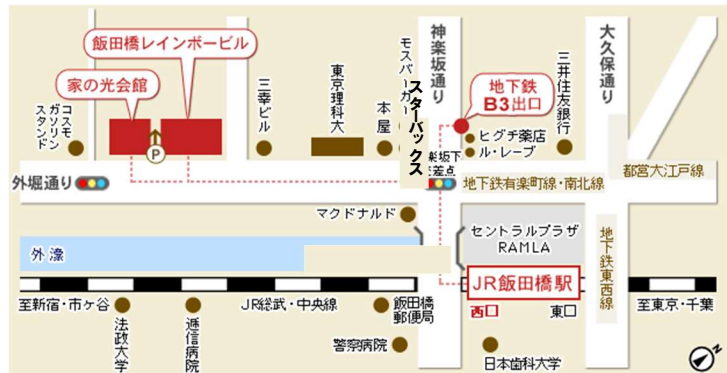 飯田橋レインボービル
家の光会館
コスモ
ガソリン
スタンド
P
三幸ビル
東京理科大
本屋
モスバーガー
スターバックス
神楽坂通り
地下鉄
B3出口
ヒグチ薬店
ル・レーブ
三井住友銀行
大久保通り
外堀通り
楽坂下
差点
地下鉄有楽町線・南北線
都営大江戸線
マクドナルド
セントラルプラザ
RAMLA
地下鉄東西線
外濠
JR飯田橋駅
西口
東口
至新宿・市ヶ谷
JR総武・中央線
飯田橋
郵便局
至東京・千葉
法政大学
逓信病院
警察病院
日本歯科大学
N